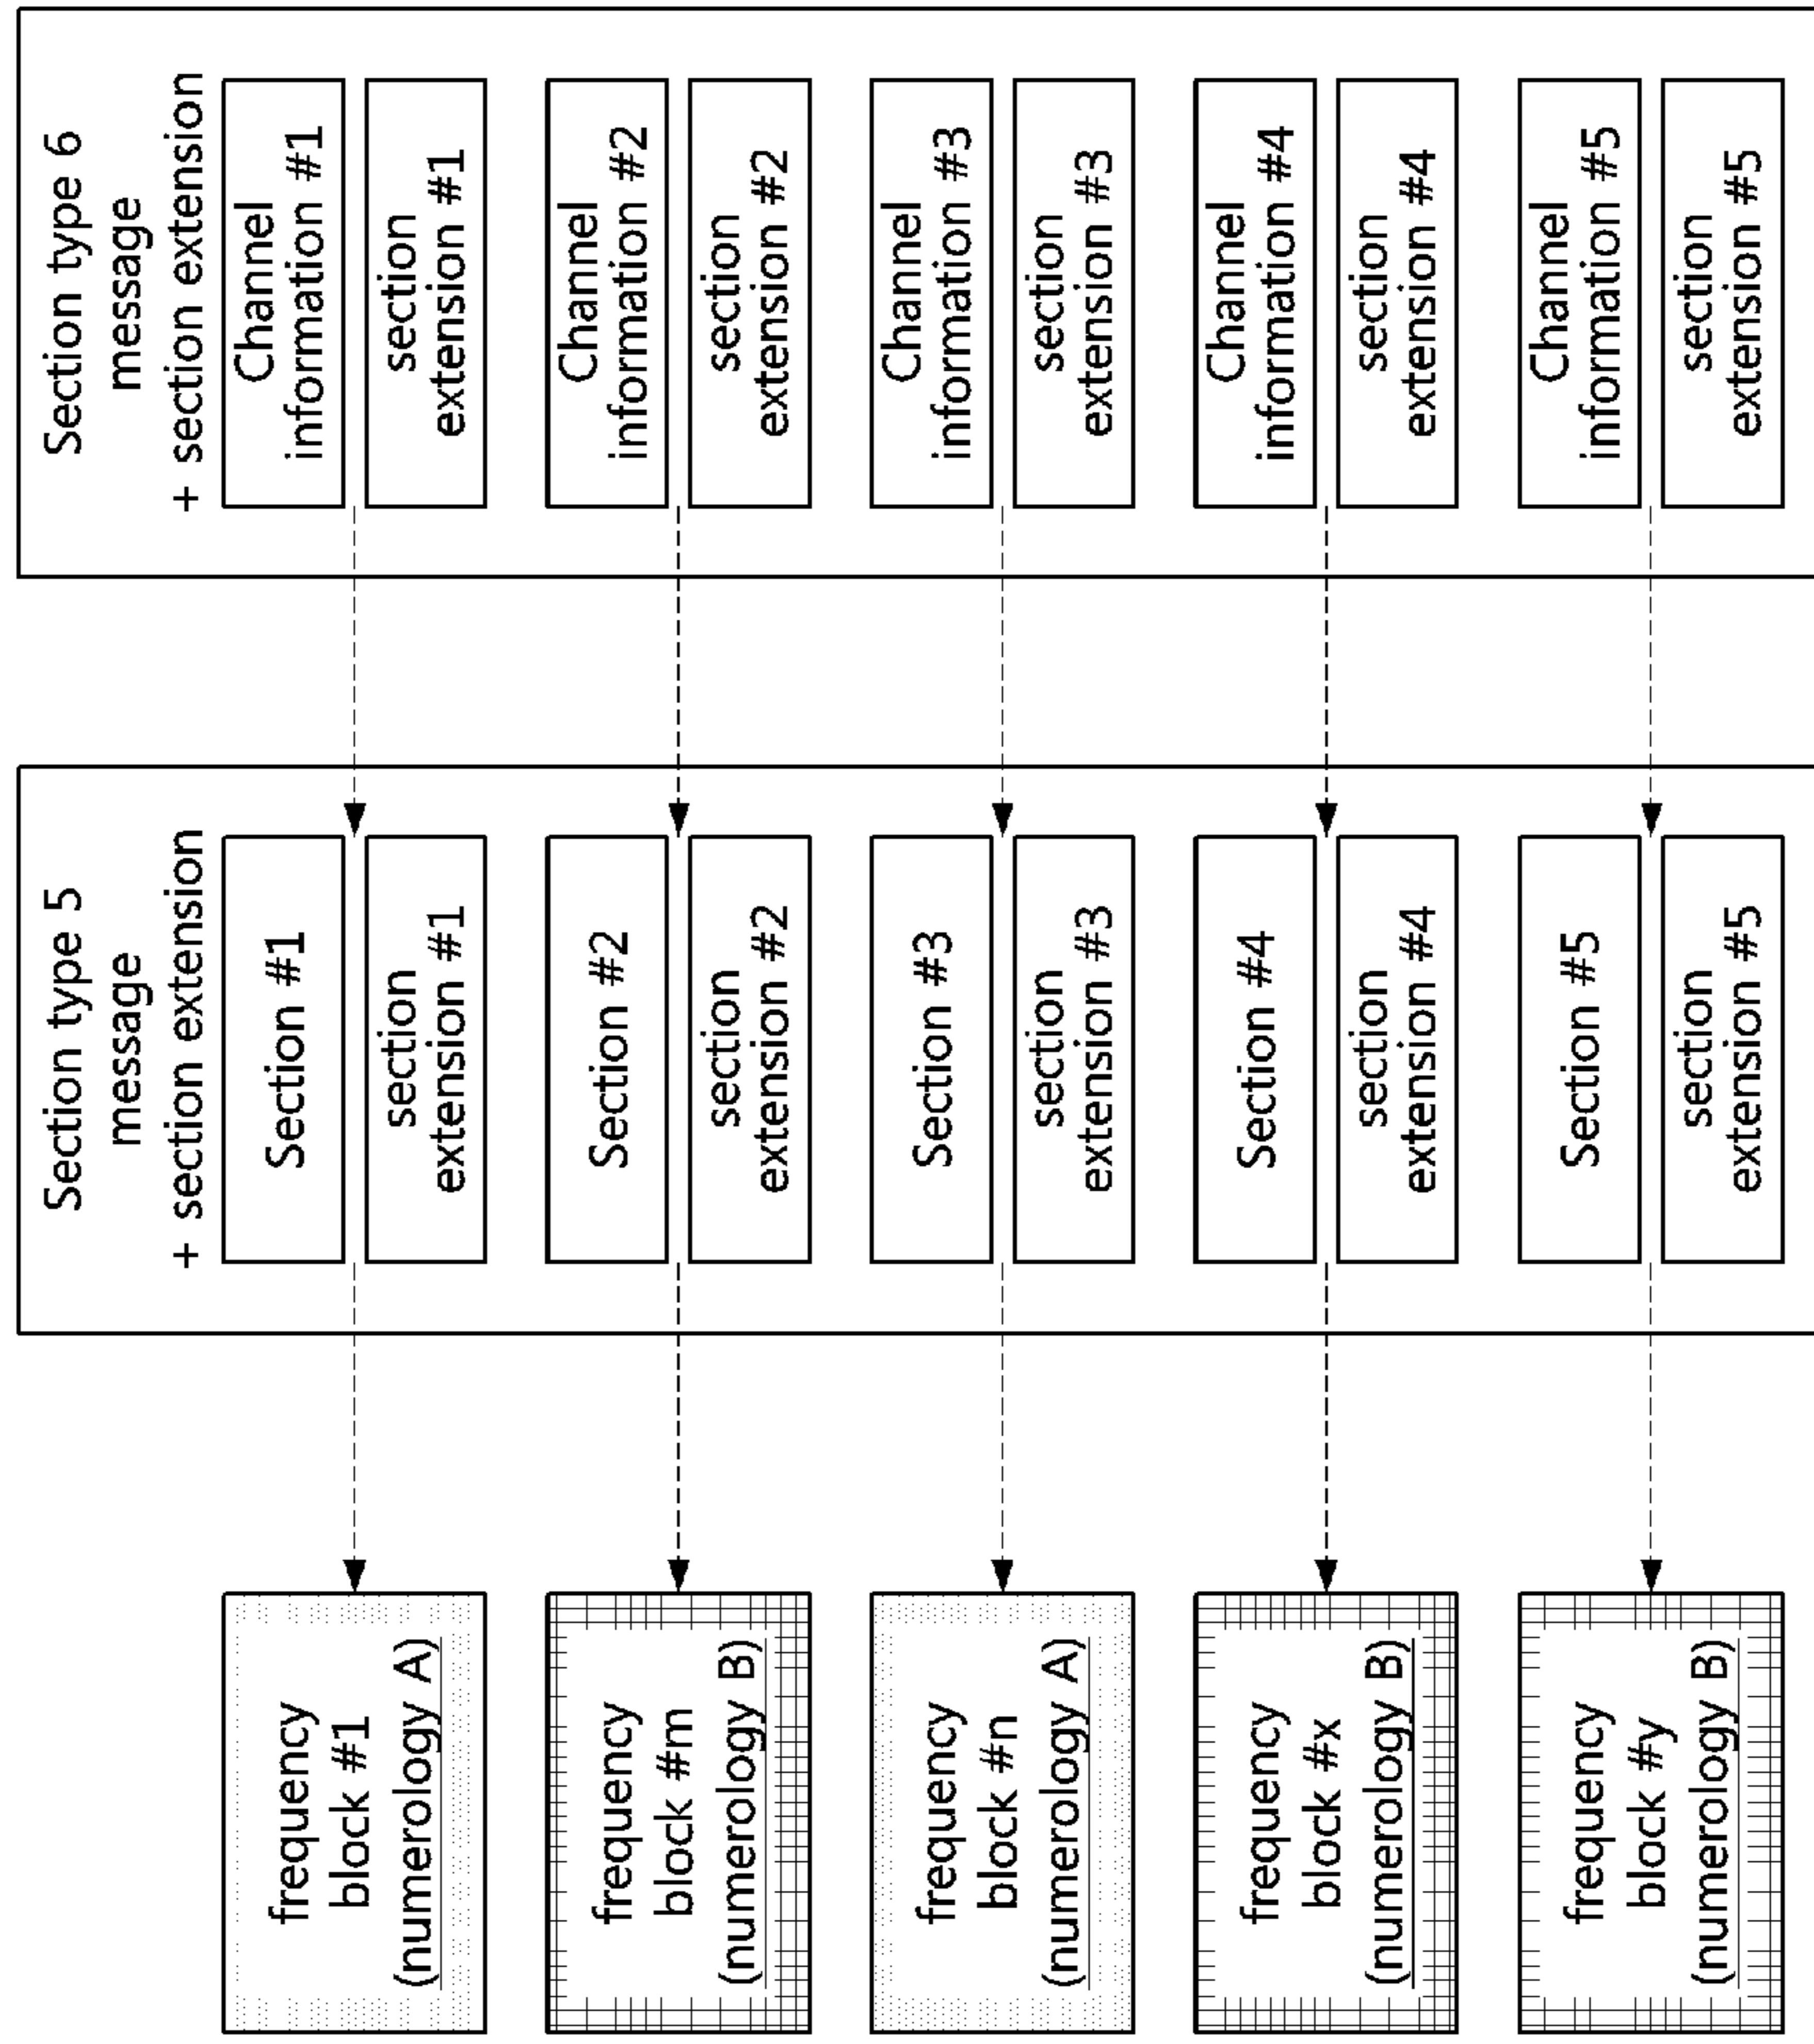 frequency
block #1
(numerology A)
frequency
block #m
(numerology B)
frequency
block #n
(numerology A)
frequency
block #x
(numerology B)
frequency
block #y
(numerology B)
Section type 5
message
+ section extension
Section #1
section
extension #1
Section #2
section
extension #2
Section #3
section
extension #3
Section #4
section
extension #4
Section #5
section
extension #5
Section type 6
message
+ section extension
Channel
information #1
section
extension #1
Channel
information #2
section
extension #2
Channel
information #3
section
extension #3
Channel
information #4
section
extension #4
Channel
information #5
section
extension #5